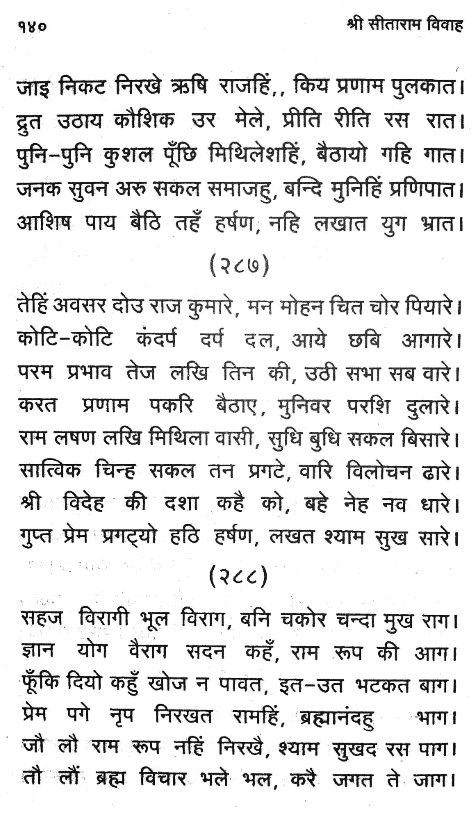 १४०
श्री सीताराम विवाह
जाइ निकट निरखे ऋषि राजहिं,, किय प्रणाम पुलकात।
द्रुत उठाय कौशिक उर मेले, प्रीति रीति रस रात।
पुनि-पुनि कुशल पूँछि मिथिलेशहिं, बैठायो गहि गात।
जनक सुवन अरु सकल समाजहु, बन्दि मुनिहिं प्रणिपात।
आशिष पाय बैठि तहँ हर्षण, नहि लखात युग भ्रात।
(२८७)
तेहिं अवसर दोउ राज कुमारे, मन मोहन चित चोर पियारे।
कोटि-कोटि कंदर्प दर्प दल, आये छबि आगारे।
परम प्रभाव तेज लखि तिन की, उठी सभा सब वारे।
करत प्रणाम पकरि बैठाए, मुनिवर परशि दुलारे।
राम लषण लखि मिथिला वासी, सुधि बुधि सकल बिसारे।
सात्विक चिन्ह सकल तन प्रगटे, वारि विलोचन ढारे।
श्री विदेह की दशा कहै को, बहे नेह नव धारे।
गुप्त प्रेम प्रगट्यो हठि हर्षण, लखत श्याम सुख सारे।
(२८८)
सहज विरागी भूल विराग, बनि चकोर चन्दा मुख राग।
ज्ञान योग वैराग सदन कहँ, राम रूप की आग।
फूँकि दियो कहुँ खोज न पावत, इत-उत भटकत बाग।
प्रेम पगे नृप निरखत रामहिं, ब्रह्मानंदहु भाग।
जौ लौ राम रूप नहिं निरखै, श्याम सुखद रस पाग।
तौ लौं ब्रह्म विचार भले भल, करै जगत ते जाग।